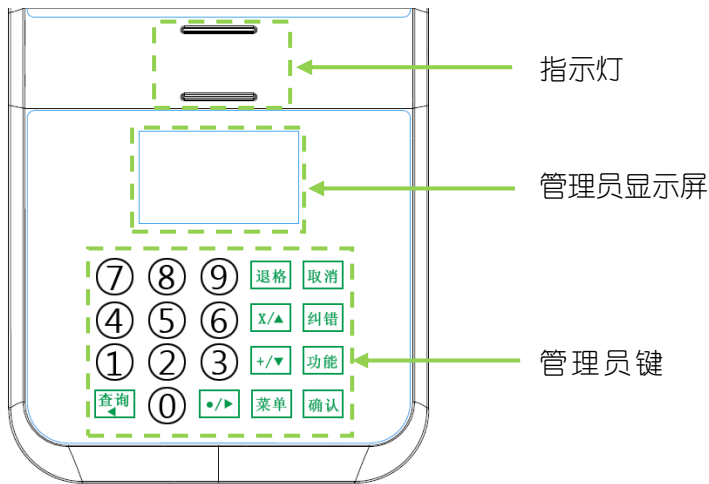 指示灯
管理员显示屏
7 8 9 退格 取消
4 5 6 X/▲ 纠错
1 2 3 +/▼ 功能
管理员键
查询◀ 0 ●/▶ 菜单 确认